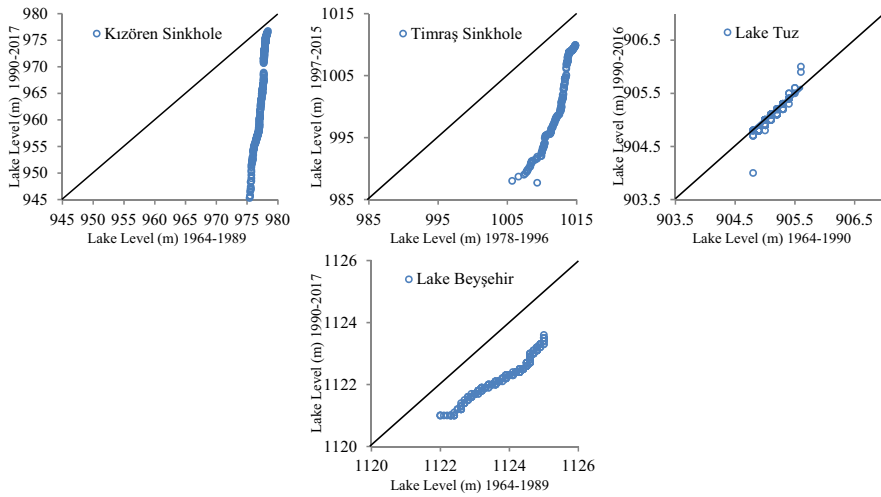 Lake Level (m) 1990-2017
980
975
970
965
960
955
950
945
Kızören Sinkhole
945 950 955 960 965 970 975 980
Lake Level (m) 1964-1989
Lake Level (m) 1997-2015
1015
1005
995
985
Timraş Sinkhole
985 995 1005 1015
Lake Level (m) 1978-1996
Lake Level (m) 1990-2016
906.5
905.5
904.5
903.5
Lake Tuz
903.5 904.5 905.5 906.5
Lake Level (m) 1964-1990
Lake Level (m) 1990-2017
1126
1124
1122
1120
Lake Beyşehir
1120 1122 1124 1126
Lake Level (m) 1964-1989